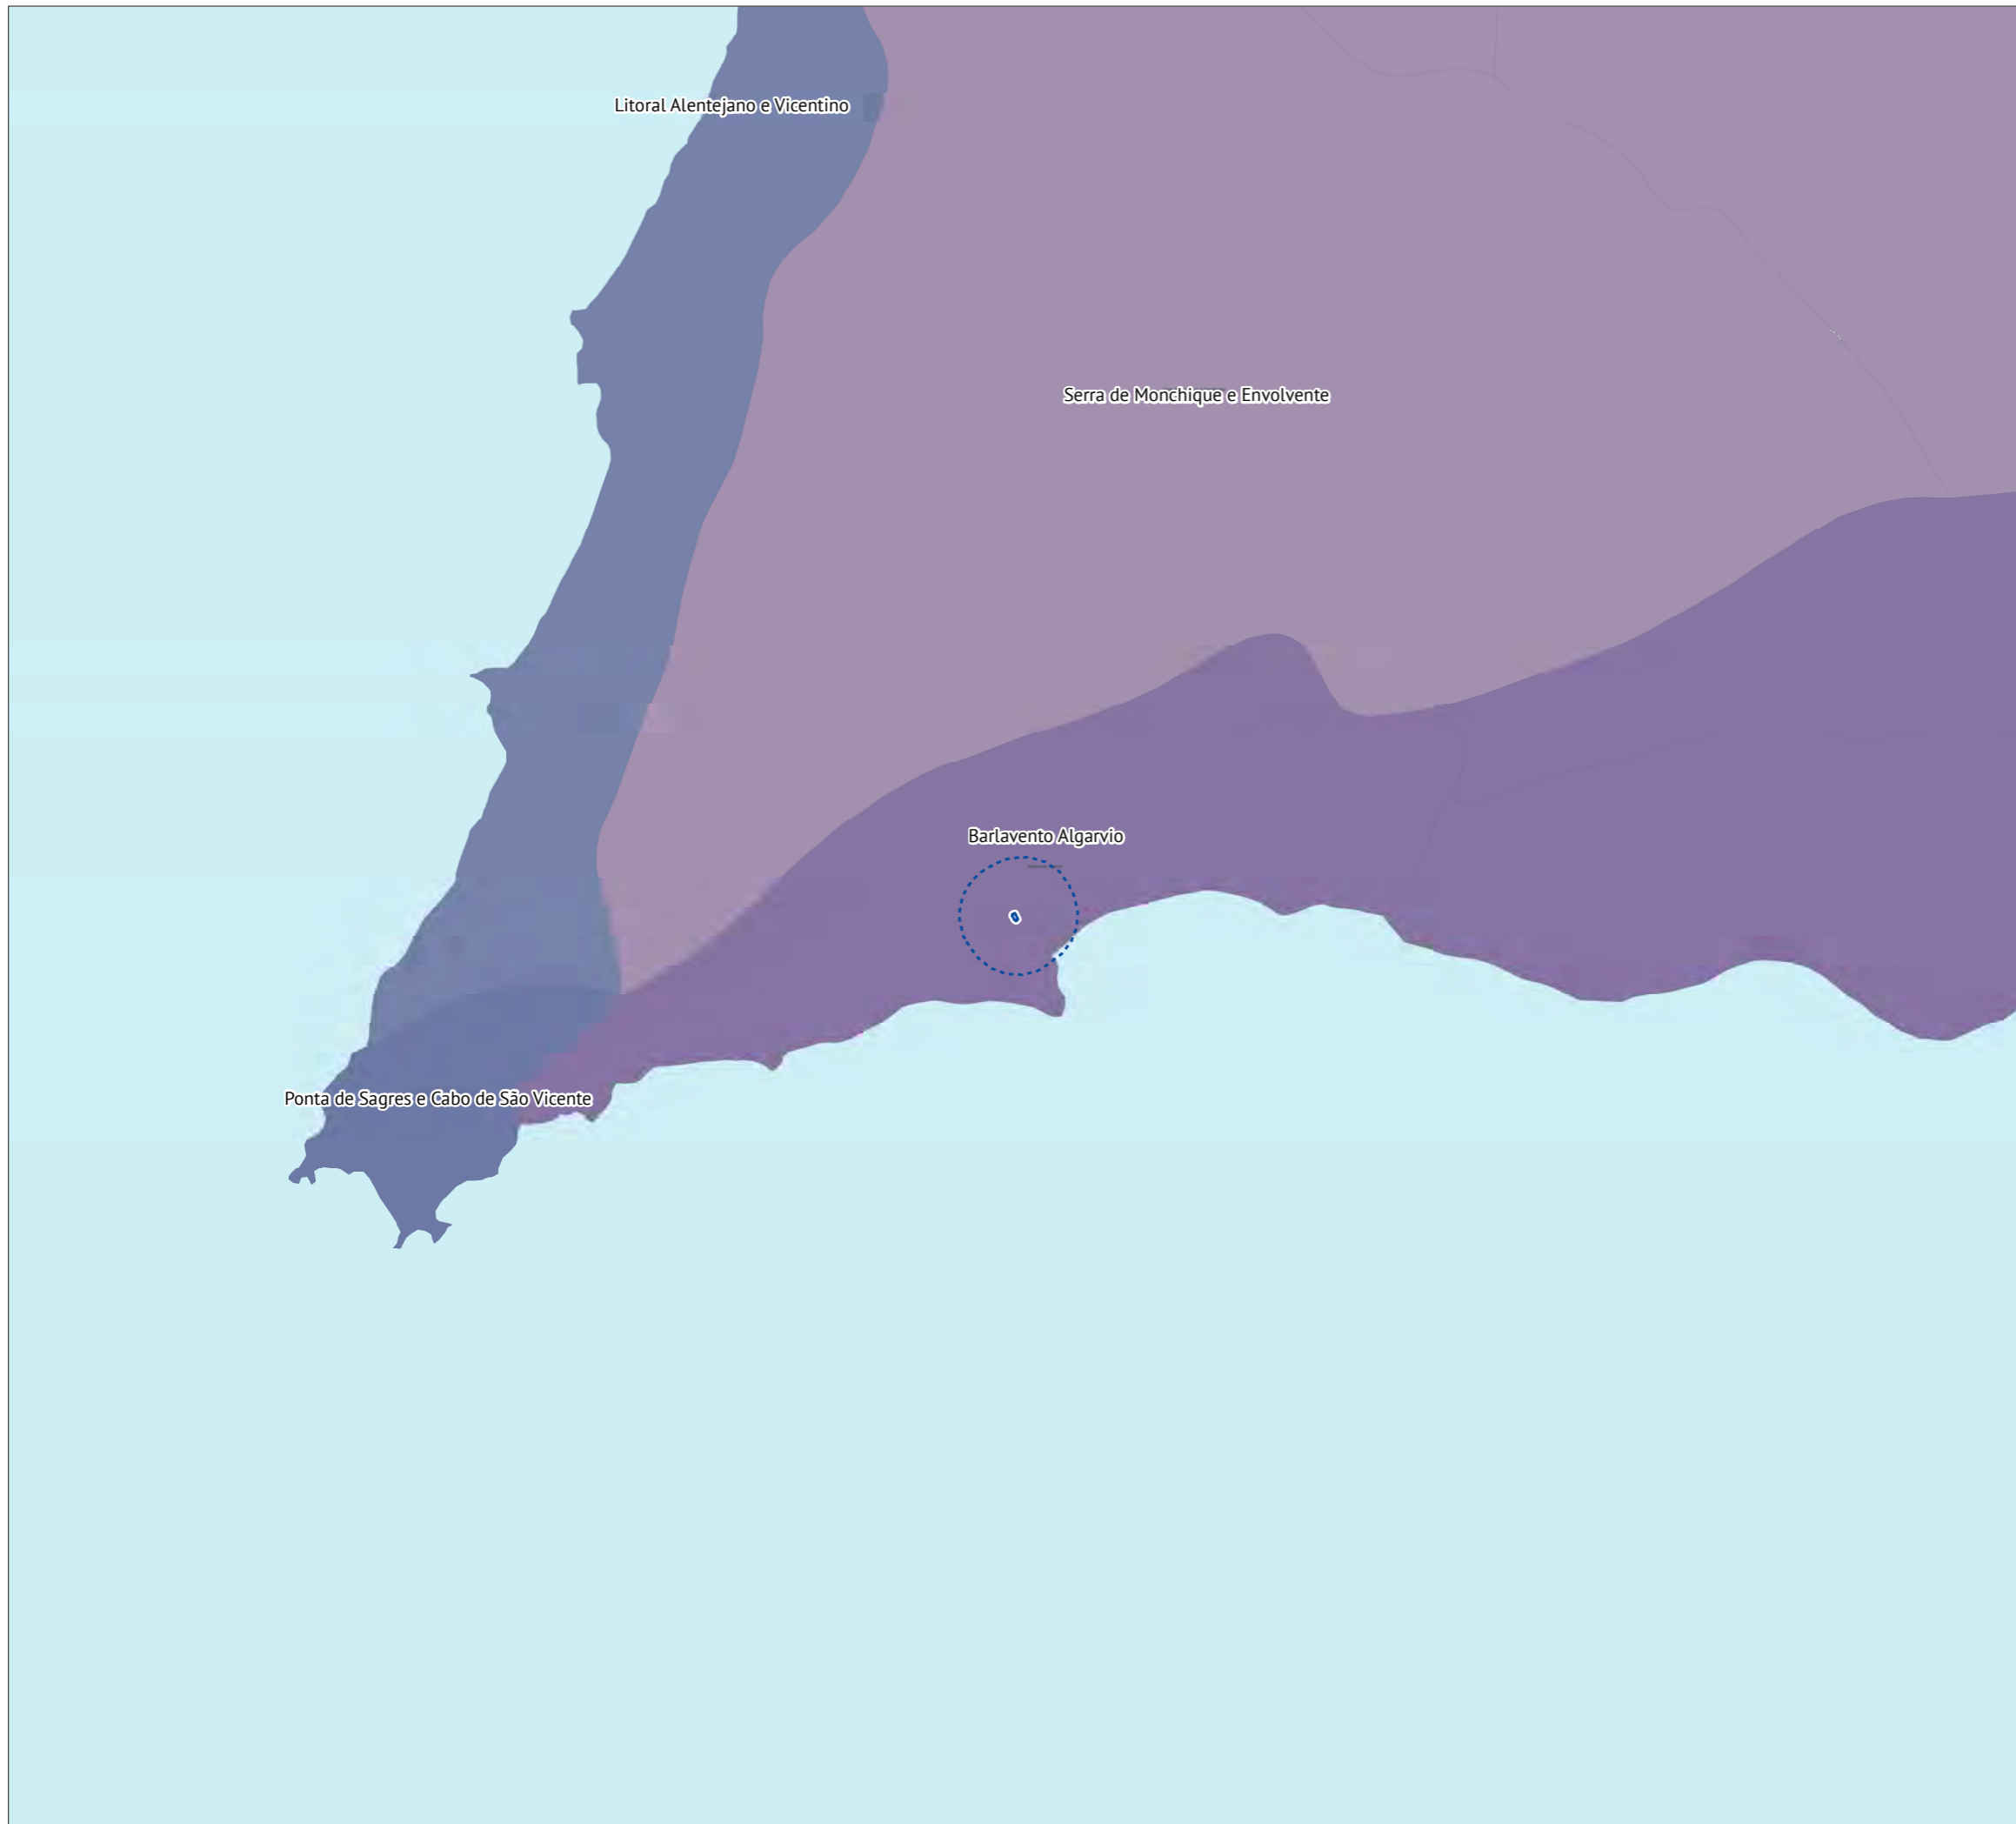 Litoral Alentejano e Vicentino
Serra de Monchique e Envolvente
Barlavento Algarvio
Ponta de Sagres e Cabo de São Vicente